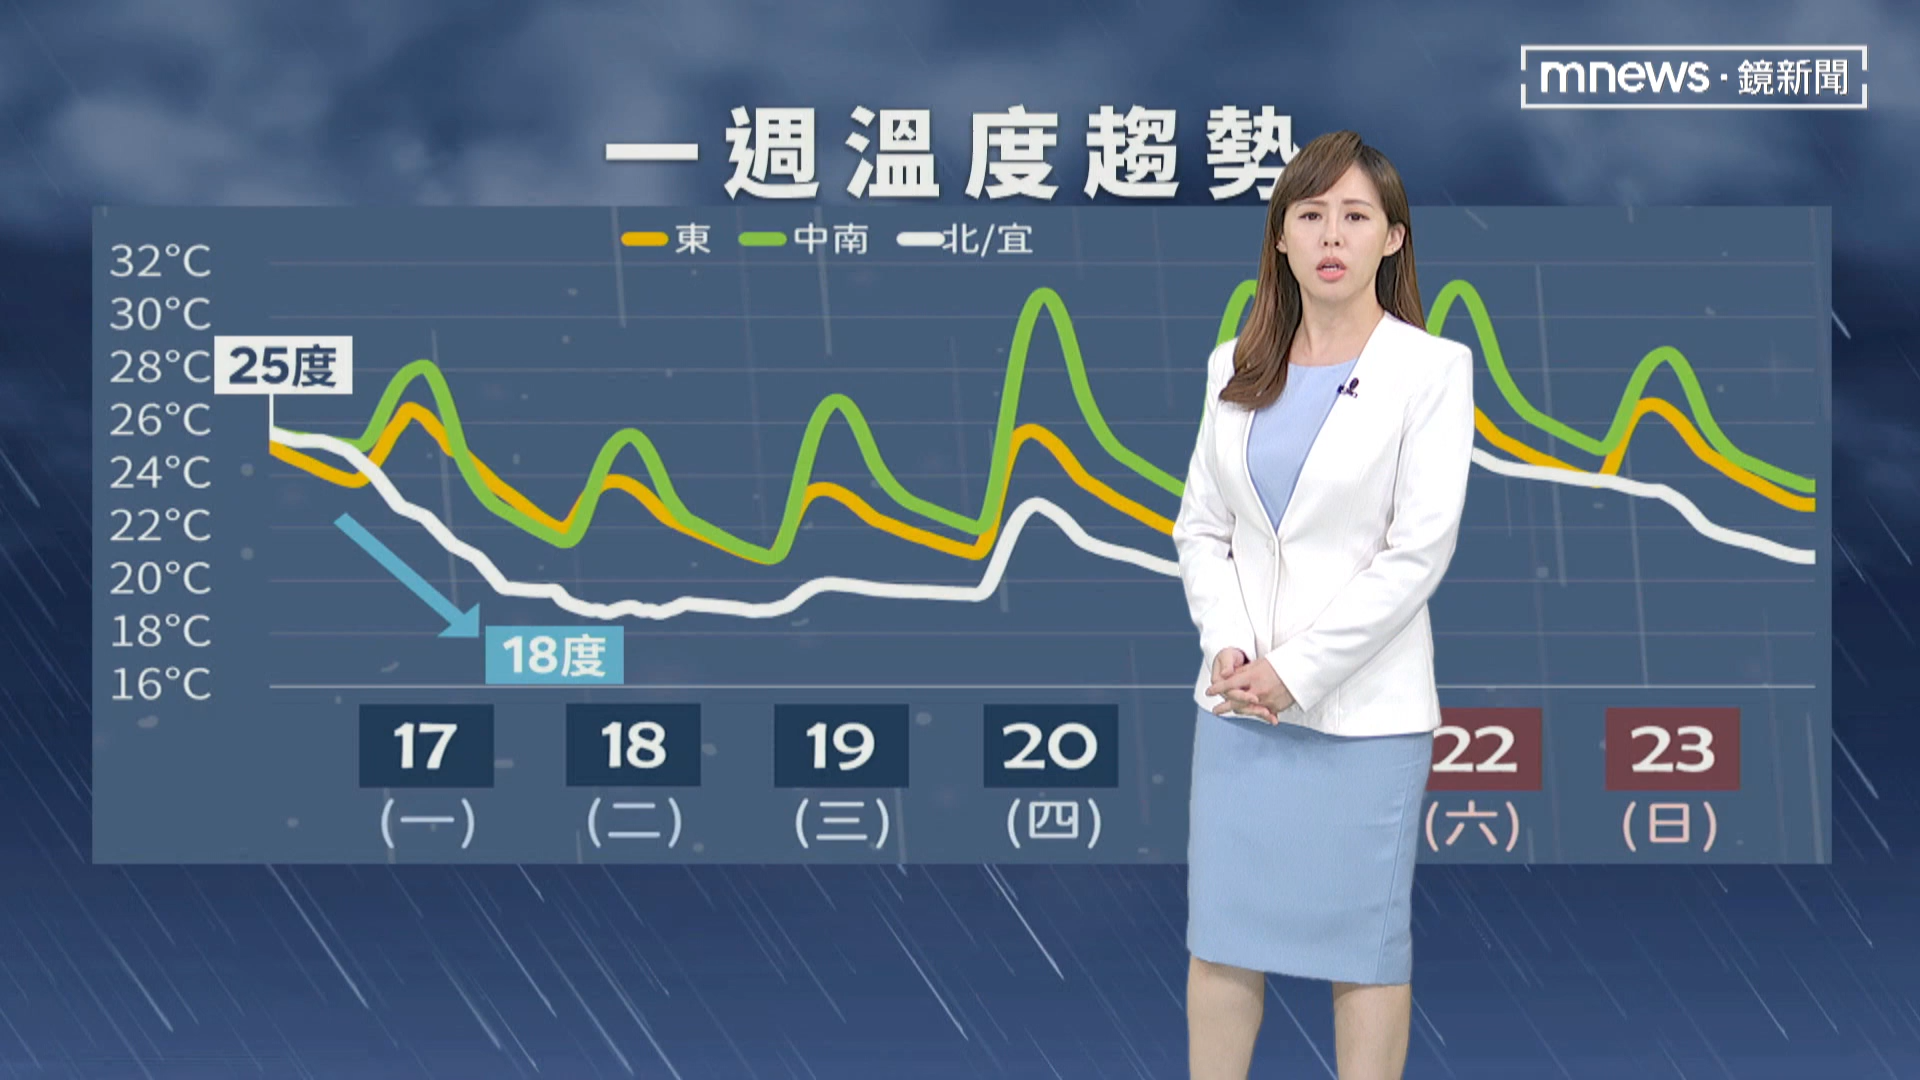 mnews·鏡新聞
一週溫度趨勢
東 中南 北/宜
32°C
30°C
28°C
25度
26°C
24°C
22°C
20°C
18°C
18度
16°C
17 18 19 20 22 23
(一) (二) (三) (四) (六) (日)